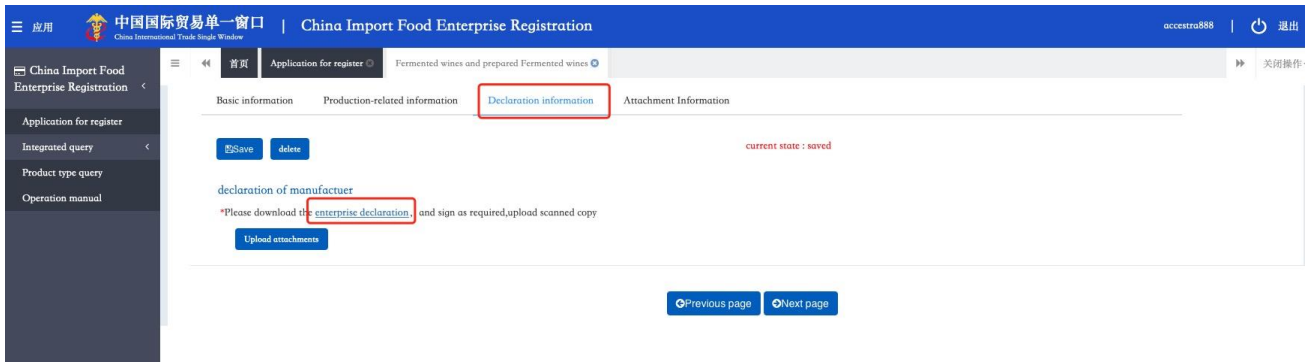 应用
中国国际贸易单一窗口 | China Import Food Enterprise Registration
China International Trade Single Window
accestra888 | 退出
China Import Food
Enterprise Registration
Application for register
Integrated query
Product type query
Operation manual
首页 Application for register Fermented wines and prepared Fermented wines 关闭操作
Basic information Production-related information Declaration information Attachment Information
Save delete
current state : saved
declaration of manufactuer
*Please download the enterprise declaration, and sign as required,upload scanned copy
Upload attachments
Previous page Next page